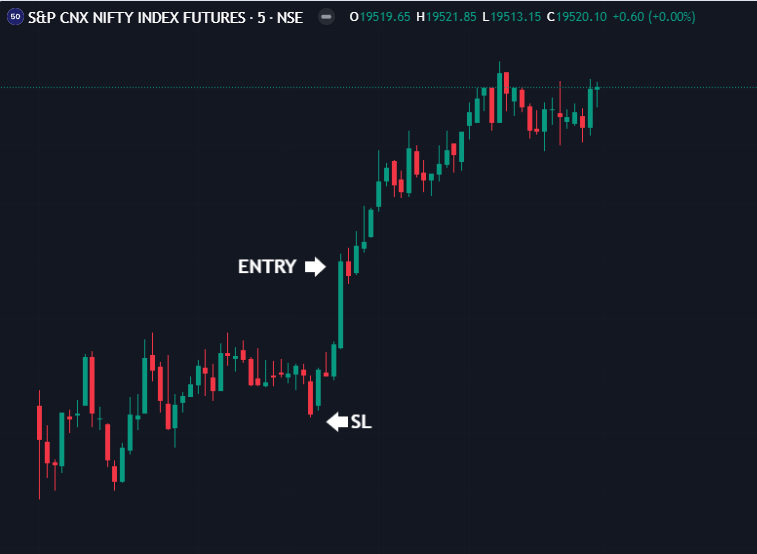 50 S&P CNX NIFTY INDEX FUTURES · 5 · NSE O19519.65 H19521.85 L19513.15 C19520.10 +0.60 (+0.00%)
ENTRY
SL